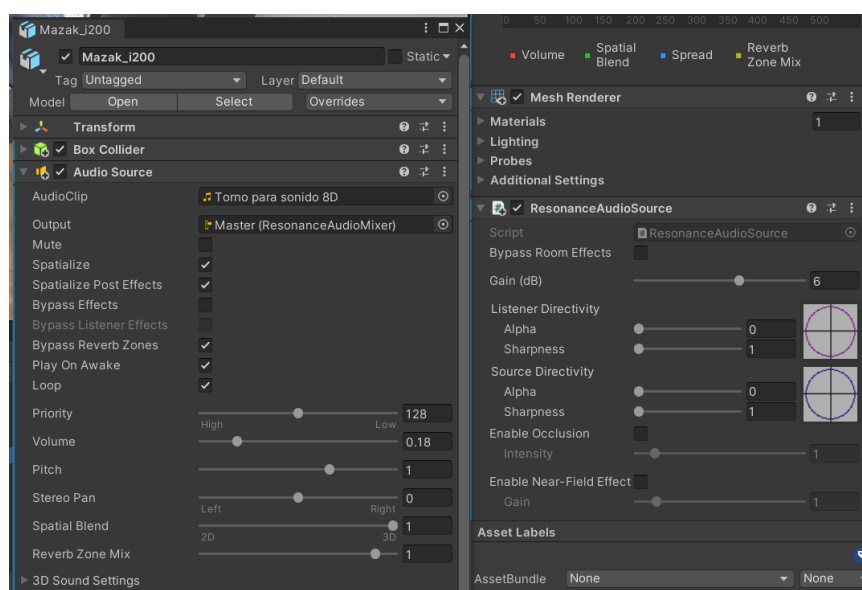 Mazak_i200
Mazak_i200
Static
Tag Untagged Layer Default
Model Open Select Overrides
Transform
Box Collider
Audio Source
AudioClip Torno para sonido 8D
Output Master (ResonanceAudioMixer)
Mute
Spatialize
Spatialize Post Effects
Bypass Effects
Bypass Listener Effects
Bypass Reverb Zones
Play On Awake
Loop
Priority 128
High Low
Volume 0.18
Pitch 1
Stereo Pan 0
Left Right
Spatial Blend 1
2D 3D
Reverb Zone Mix 1
3D Sound Settings
0 50 100 150 200 250 300 350 400 450 500
Volume Spatial Blend Spread Reverb Zone Mix
Mesh Renderer
Materials 1
Lighting
Probes
Additional Settings
ResonanceAudioSource
Script ResonanceAudioSource
Bypass Room Effects
Gain (dB) 6
Listener Directivity
Alpha 0
Sharpness 1
Source Directivity
Alpha 0
Sharpness 1
Enable Occlusion
Intensity 1
Enable Near-Field Effect
Gain 1
Asset Labels
AssetBundle None None